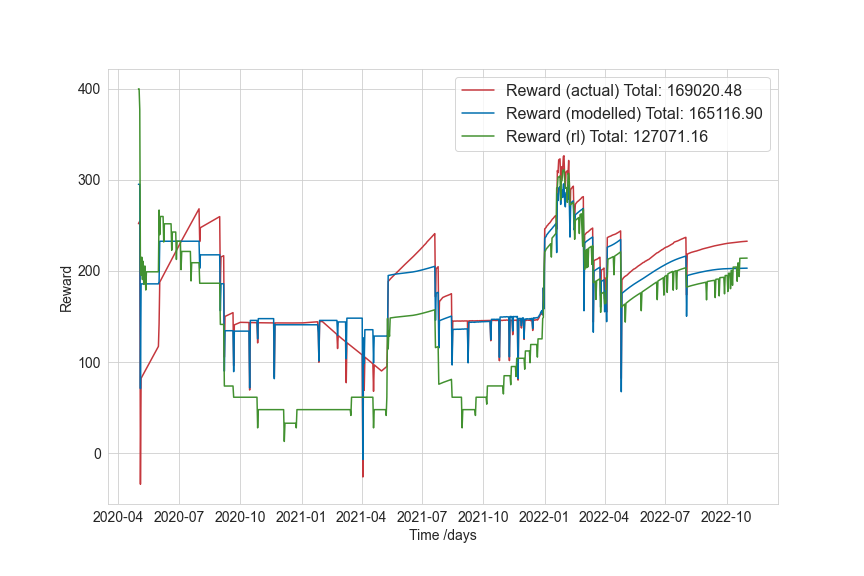 Reward (actual) Total: 169020.48
Reward (modelled) Total: 165116.90
Reward (rl) Total: 127071.16
400
300
200
100
0
Reward
2020-04 2020-07 2020-10 2021-01 2021-04 2021-07 2021-10 2022-01 2022-04 2022-07 2022-10
Time /days